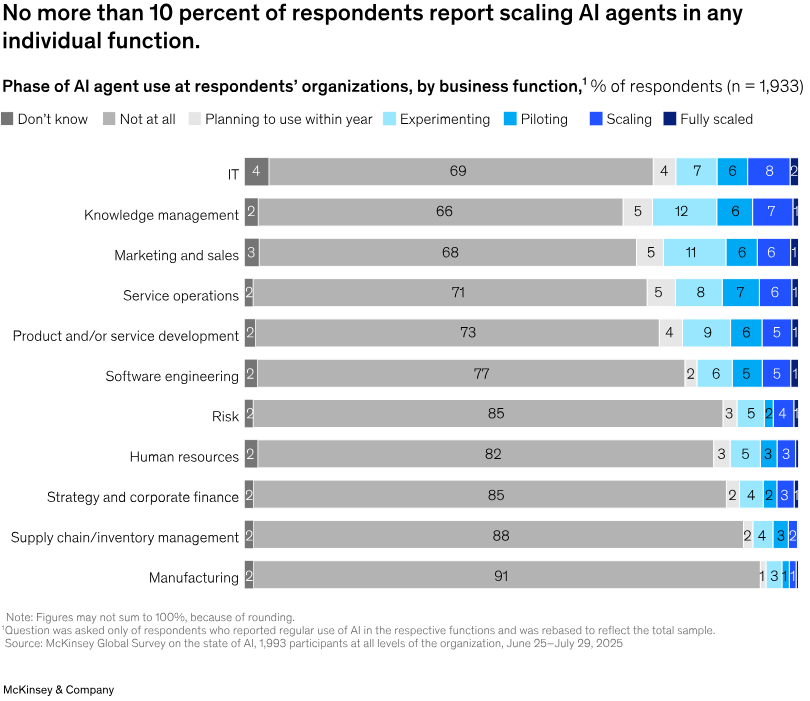 No more than 10 percent of respondents report scaling AI agents in any
individual function.
Phase of AI agent use at respondents' organizations, by business function,¹ % of respondents (n = 1,933)
Don't know Not at all Planning to use within year Experimenting Piloting Scaling Fully scaled
IT 4 69 4 7 6 8 2
Knowledge management 2 66 5 12 6 7 1
Marketing and sales 3 68 5 11 6 6 1
Service operations 2 71 5 8 7 6 1
Product and/or service development 2 73 4 9 6 5 1
Software engineering 2 77 2 6 5 5 1
Risk 2 85 3 5 2 4 1
Human resources 2 82 3 5 3 3
Strategy and corporate finance 2 85 2 4 2 3 1
Supply chain/inventory management 2 88 2 4 3 2
Manufacturing 2 91 1 3 1 1
Note: Figures may not sum to 100%, because of rounding.
¹Question was asked only of respondents who reported regular use of AI in the respective functions and was rebased to reflect the total sample.
Source: McKinsey Global Survey on the state of AI, 1,993 participants at all levels of the organization, June 25–July 29, 2025
McKinsey & Company